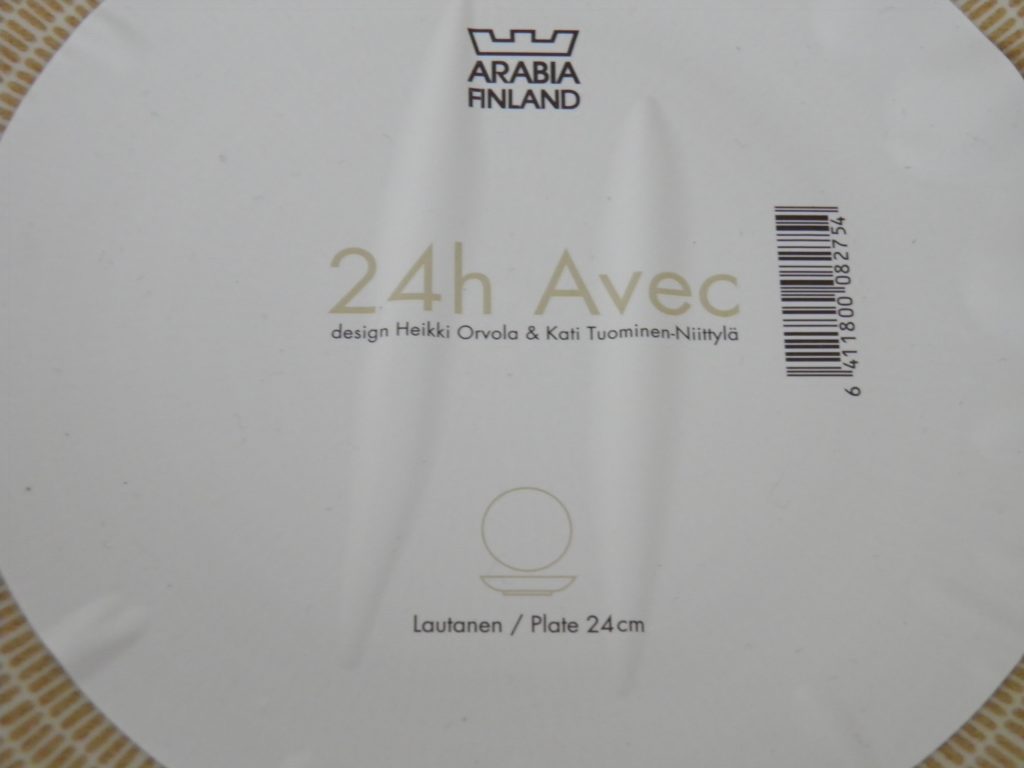 ARABIA
FINLAND
24h Avec
design Heikki Orvola & Kati Tuominen-Niittylä
6 411800 082754
Lautanen / Plate 24cm